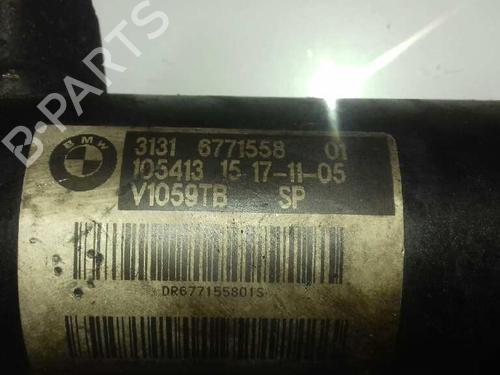 B-PARTS
BMW
3131 6771558 01
105413 15 17-11-05
V1059TB SP
DR677155801S